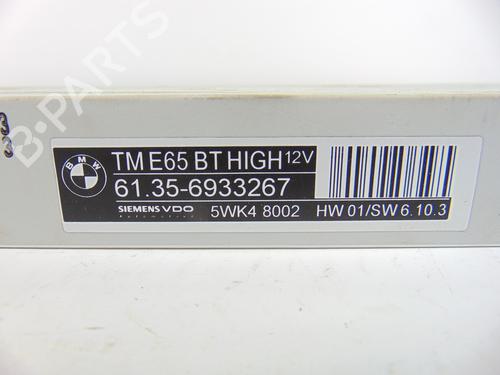 B-PARTS
BMW
TM E65 BT HIGH 12V
61.35-6933267
SIEMENS VDO
Automotive
5WK4 8002
HW 01/SW 6.10.3